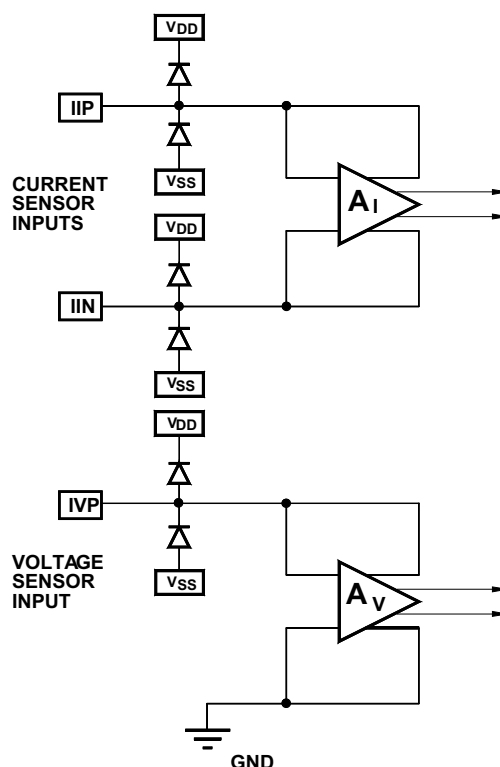 VDD
IIP
VSS
CURRENT
SENSOR
INPUTS
AI
VDD
IIN
VSS
VDD
IVP
VOLTAGE
SENSOR
INPUT
VSS
AV
GND